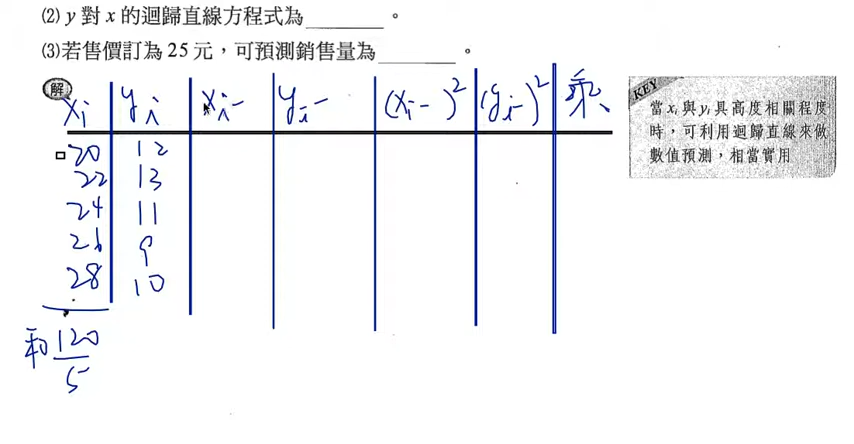 (2) y 對 x 的迴歸直線方程式為________。
(3)若售價訂為 25 元，可預測銷售量為________。
解
xi yi xi- yi- (xi- )² (yi- )² 乘
20 12
22 13
24 11
26 9
28 10
和 120
5
KEY
當 xi 與 yi 具高度相關程度
時，可利用迴歸直線來做
數值預測，相當實用